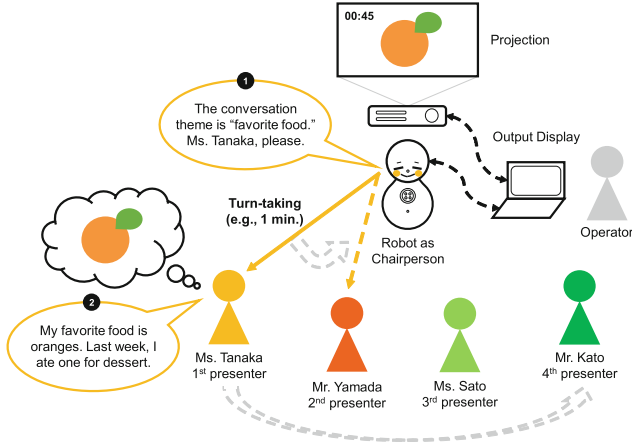 00:45
Projection
1
The conversation
theme is “favorite food.”
Ms. Tanaka, please.
Output Display
Turn-taking
(e.g., 1 min.)
Robot as
Chairperson
Operator
2
My favorite food is
oranges. Last week, I
ate one for dessert.
Ms. Tanaka
1st presenter
Mr. Yamada
2nd presenter
Ms. Sato
3rd presenter
Mr. Kato
4th presenter